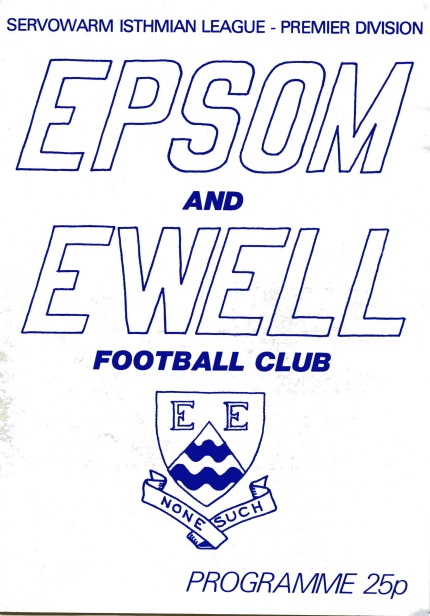 SERVOWARM ISTHMIAN LEAGUE - PREMIER DIVISION
EPSOM
AND
EWELL
FOOTBALL CLUB
E E
NONE SUCH
PROGRAMME 25p